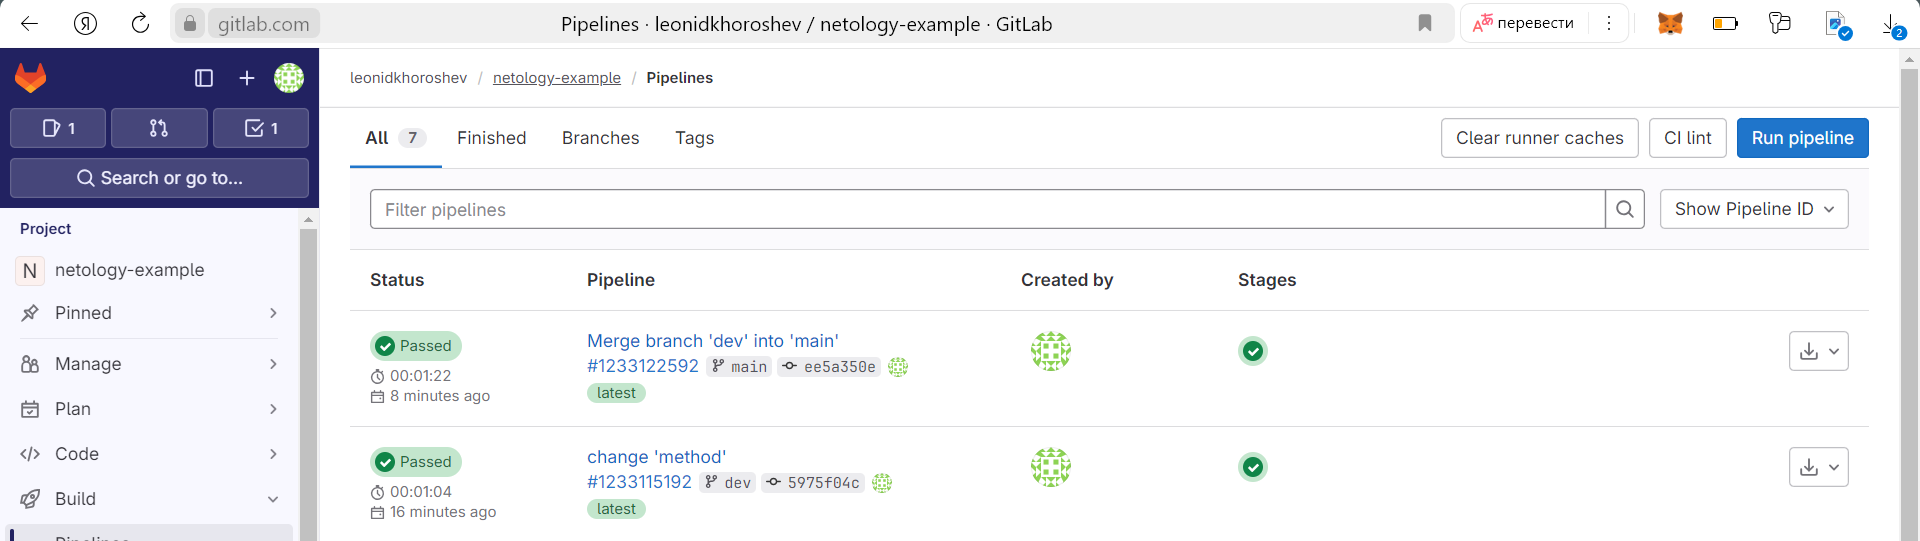 Я
gitlab.com
Pipelines · leonidkhoroshev / netology-example · GitLab
перевести
2
1
1
Search or go to...
Project
N netology-example
Pinned
Manage
Plan
Code
Build
Pipelines
leonidkhoroshev / netology-example / Pipelines
All 7 Finished Branches Tags
Clear runner caches CI lint Run pipeline
Filter pipelines
Show Pipeline ID
Status Pipeline Created by Stages
Passed
00:01:22
8 minutes ago
Merge branch 'dev' into 'main'
#1233122592 main ee5a350e
latest
Passed
00:01:04
16 minutes ago
change 'method'
#1233115192 dev 5975f04c
latest